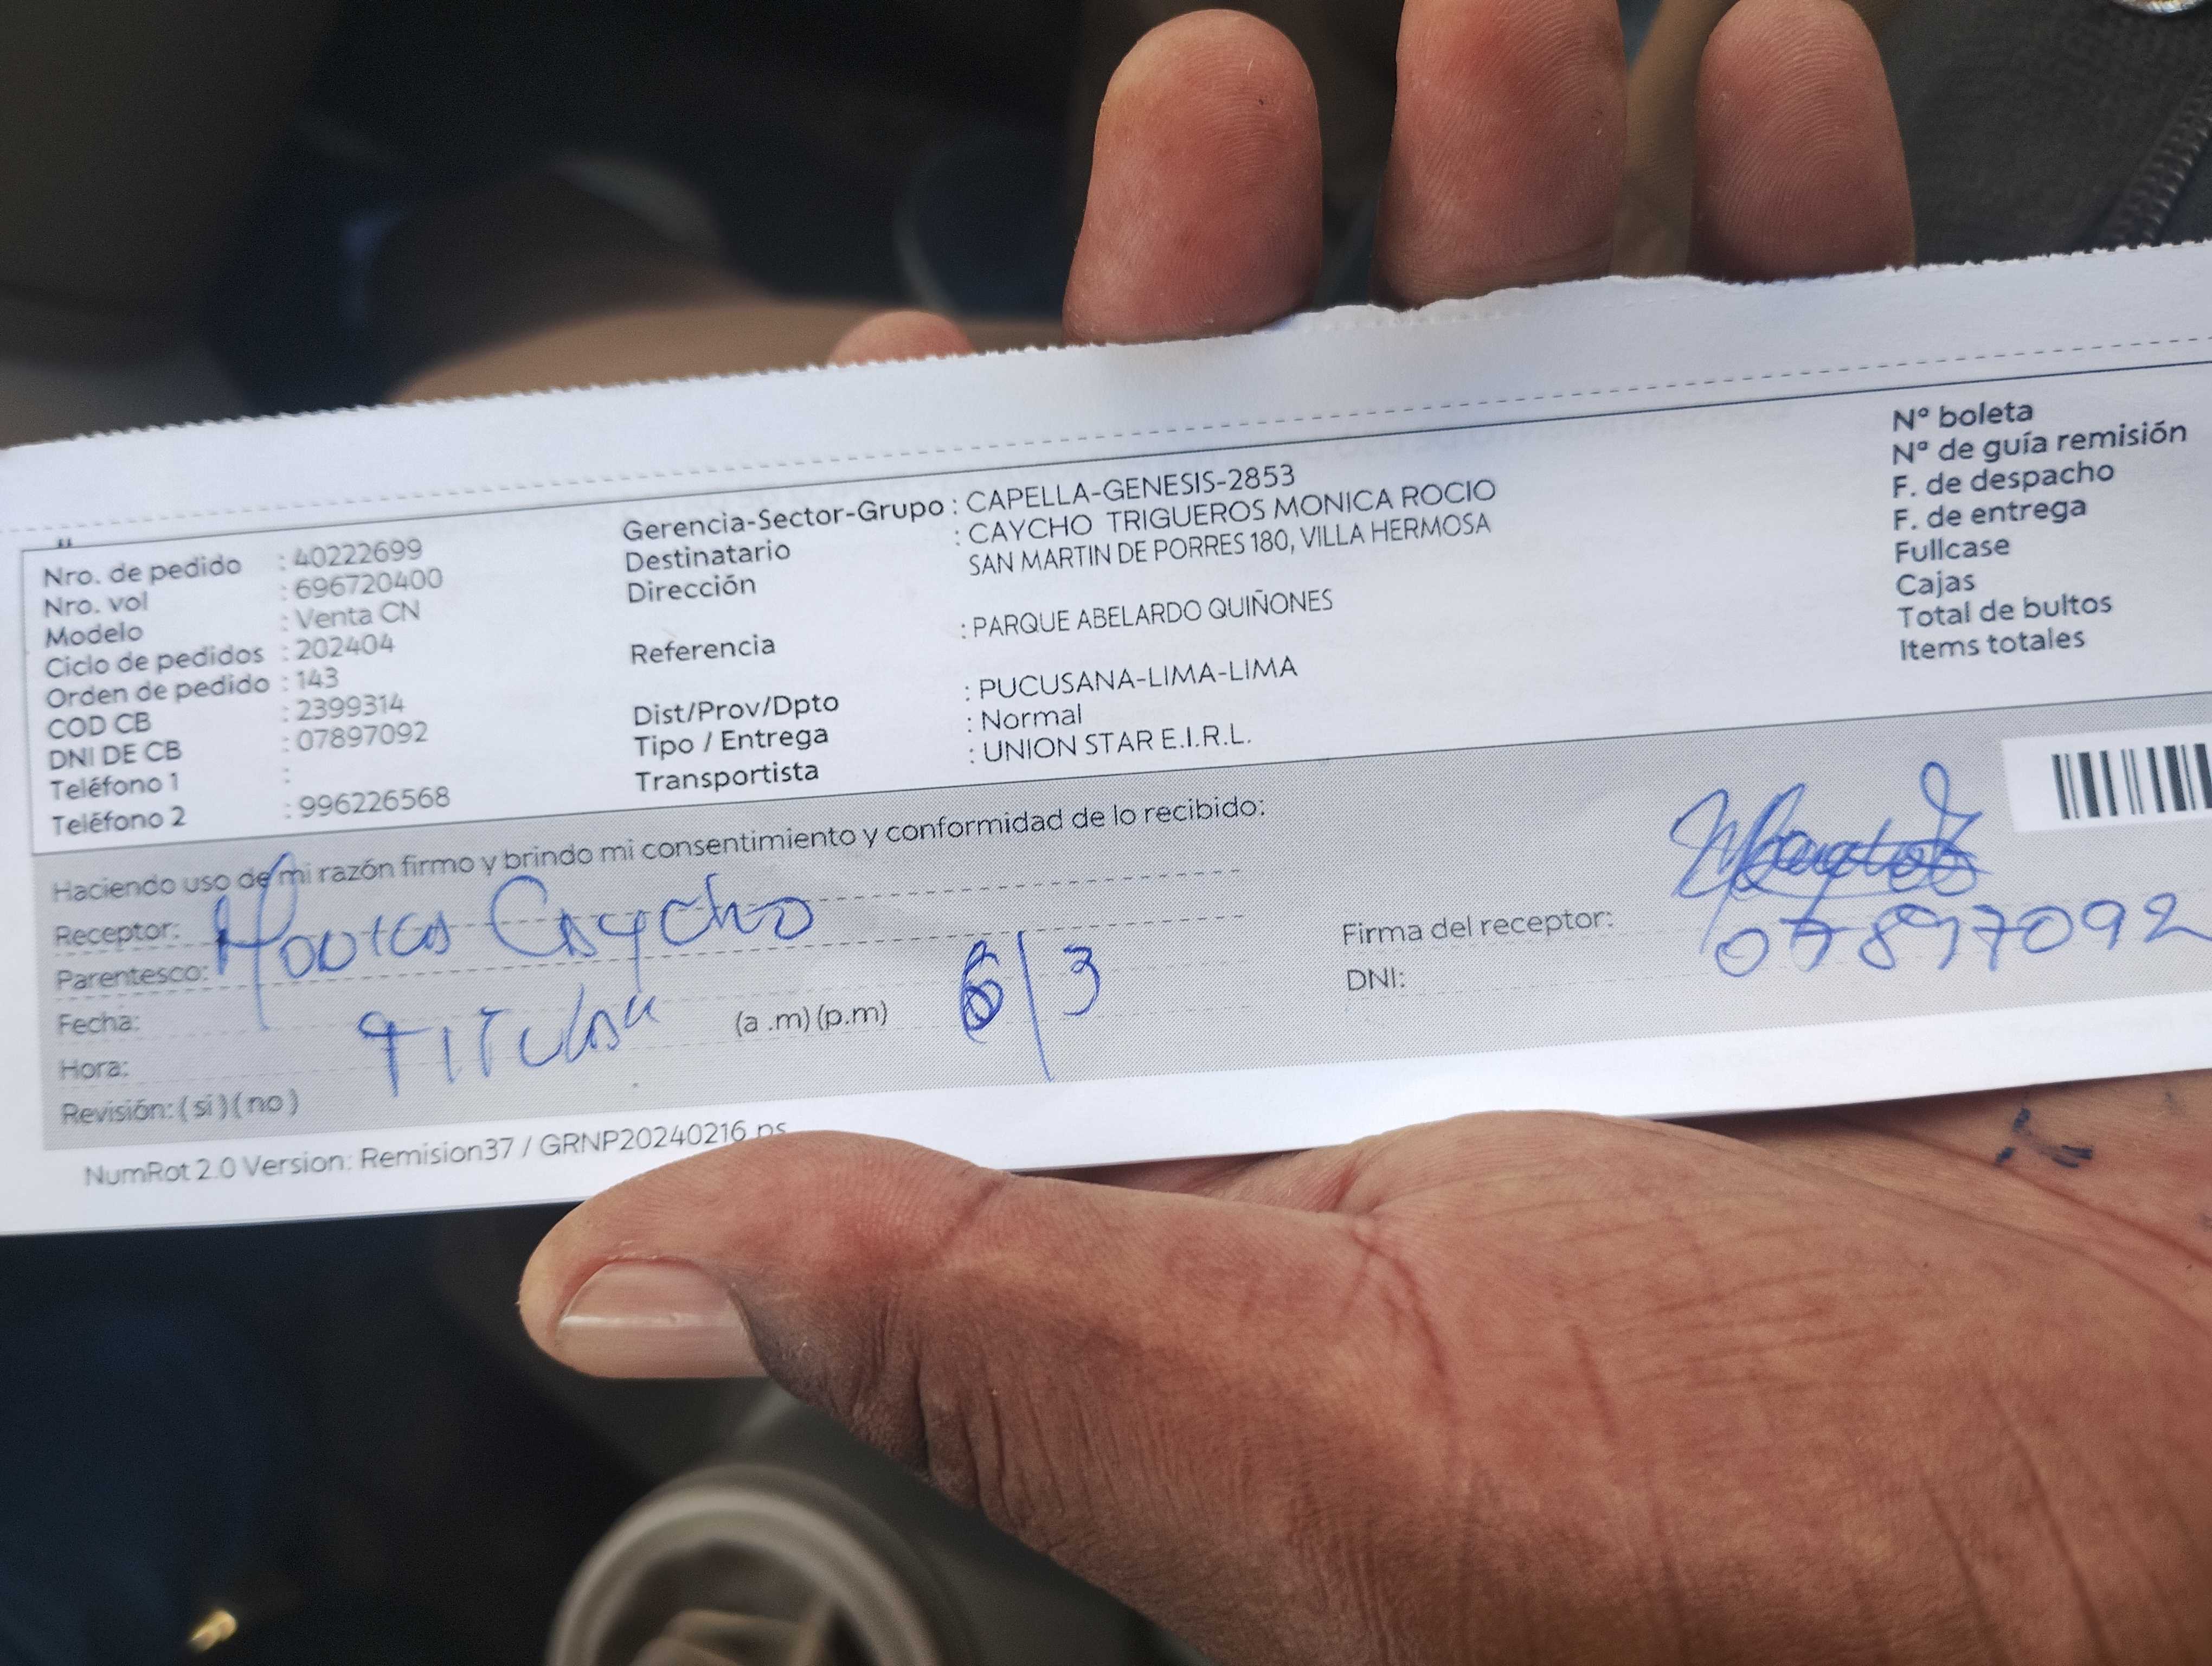 Nro. de pedido : 40222699
Nro. vol : 696720400
Modelo : Venta CN
Ciclo de pedidos : 202404
Orden de pedido : 143
COD CB : 2399314
DNI DE CB : 07897092
Teléfono 1 :
Teléfono 2 : 996226568
Gerencia-Sector-Grupo : CAPELLA-GENESIS-2853
Destinatario : CAYCHO TRIGUEROS MONICA ROCIO
Dirección SAN MARTIN DE PORRES 180, VILLA HERMOSA
Referencia : PARQUE ABELARDO QUIÑONES
Dist/Prov/Dpto : PUCUSANA-LIMA-LIMA
Tipo / Entrega : Normal
Transportista : UNION STAR E.I.R.L.
N° boleta
N° de guía remisión
F. de despacho
F. de entrega
Fullcase
Cajas
Total de bultos
Items totales
Haciendo uso de mi razón firmo y brindo mi consentimiento y conformidad de lo recibido:
Receptor: Monica Caycho
Parentesco:
Fecha: Titular (a .m) (p.m) 6/3
Hora:
Revisión: ( si ) ( no )
Firma del receptor:
DNI: 07897092
NumRot 2.0 Version: Remision37 / GRNP20240216.ps